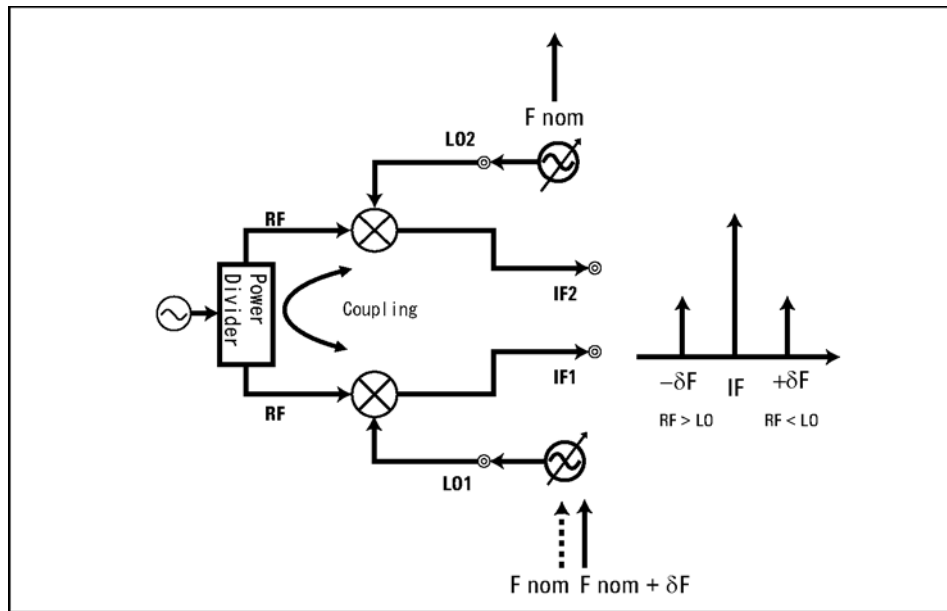 F nom
LO2
RF
Power
Divider
Coupling
IF2
IF1
RF
−δF
IF
+δF
RF > LO
RF < LO
LO1
F nom
F nom + δF